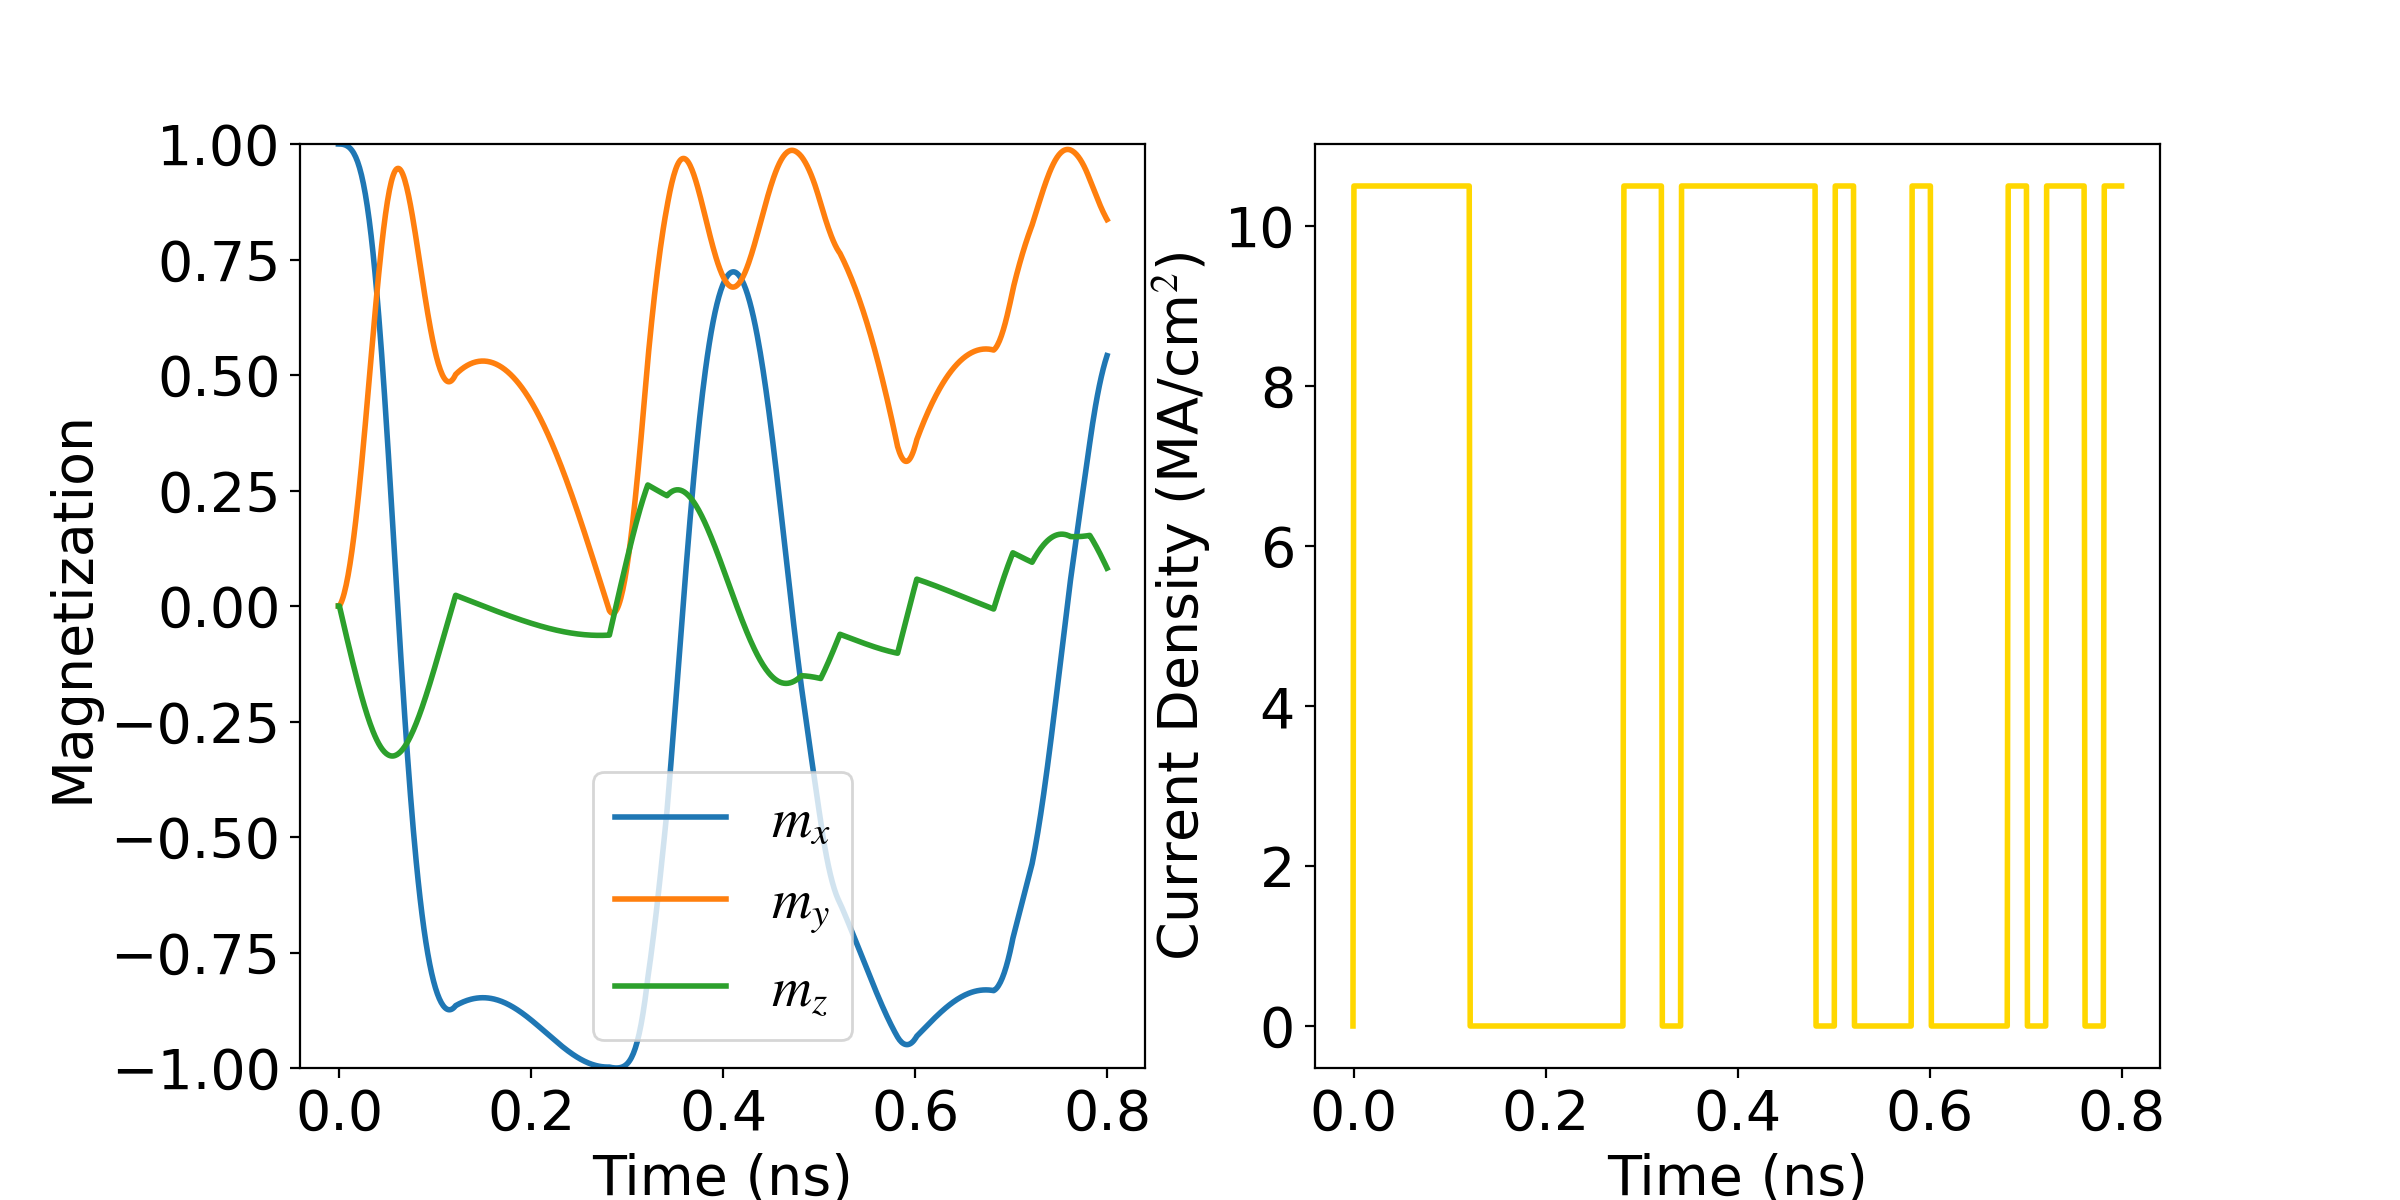 Magnetization
1.00
0.75
0.50
0.25
0.00
−0.25
−0.50
−0.75
−1.00
0.0 0.2 0.4 0.6 0.8
Time (ns)
m_x
m_y
m_z
Current Density (MA/cm²)
10
8
6
4
2
0
0.0 0.2 0.4 0.6 0.8
Time (ns)